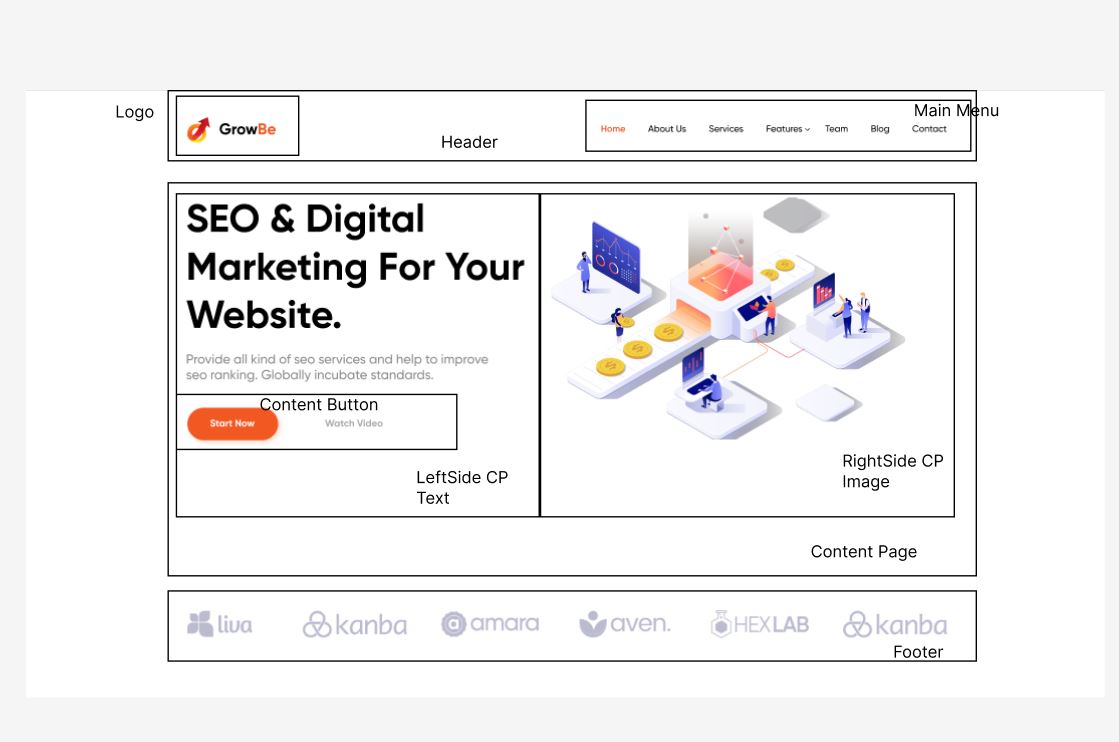 Logo
GrowBe
Header
Main Menu
Home About Us Services Features Team Blog Contact
SEO & Digital
Marketing For Your
Website.
Provide all kind of seo services and help to improve
seo ranking. Globally incubate standards.
Content Button
Start Now Watch Video
LeftSide CP
Text
RightSide CP
Image
Content Page
liva kanba amara aven. HEXLAB kanba
Footer